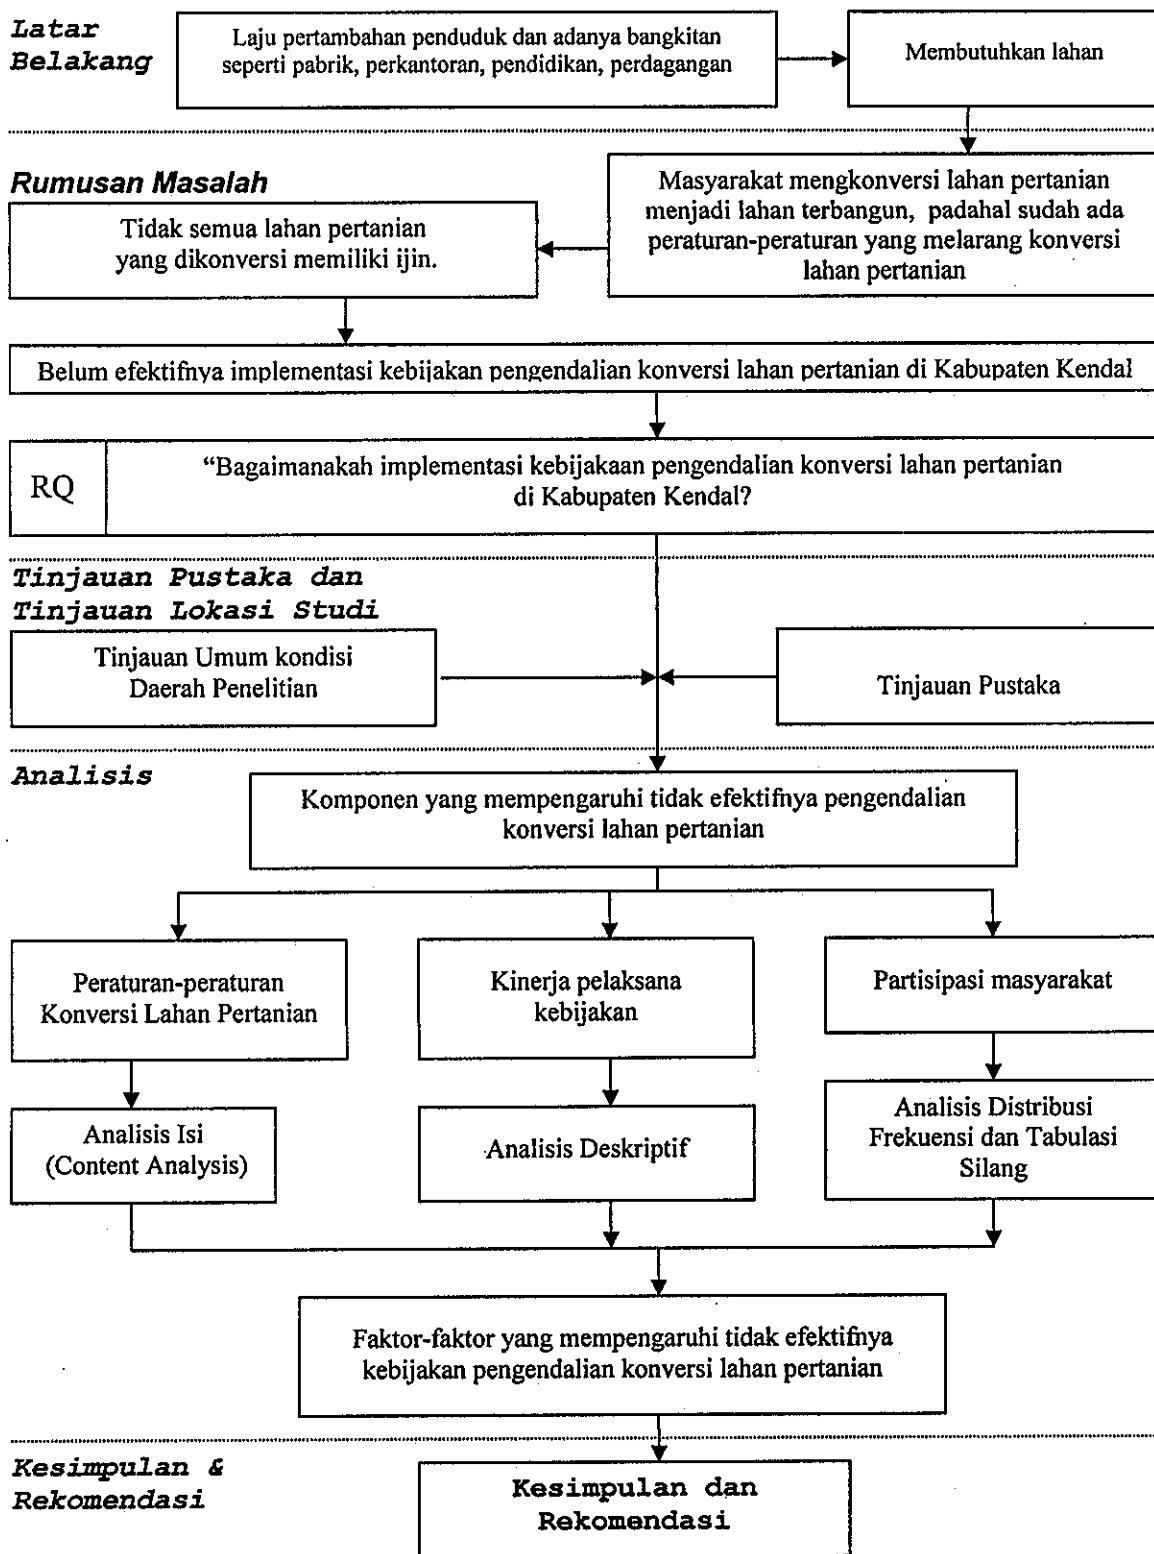 Latar
Belakang
Laju pertambahan penduduk dan adanya bangkitan
seperti pabrik, perkantoran, pendidikan, perdagangan
Membutuhkan lahan
Rumusan Masalah
Masyarakat mengkonversi lahan pertanian
menjadi lahan terbangun, padahal sudah ada
peraturan-peraturan yang melarang konversi
lahan pertanian
Tidak semua lahan pertanian
yang dikonversi memiliki ijin.
Belum efektifnya implementasi kebijakan pengendalian konversi lahan pertanian di Kabupaten Kendal
RQ
“Bagaimanakah implementasi kebijakaan pengendalian konversi lahan pertanian
di Kabupaten Kendal?
Tinjauan Pustaka dan
Tinjauan Lokasi Studi
Tinjauan Umum kondisi
Daerah Penelitian
Tinjauan Pustaka
Analisis
Komponen yang mempengaruhi tidak efektifnya pengendalian
konversi lahan pertanian
Peraturan-peraturan
Konversi Lahan Pertanian
Kinerja pelaksana
kebijakan
Partisipasi masyarakat
Analisis Isi
(Content Analysis)
Analisis Deskriptif
Analisis Distribusi
Frekuensi dan Tabulasi
Silang
Faktor-faktor yang mempengaruhi tidak efektifnya
kebijakan pengendalian konversi lahan pertanian
Kesimpulan &
Rekomendasi
Kesimpulan dan
Rekomendasi